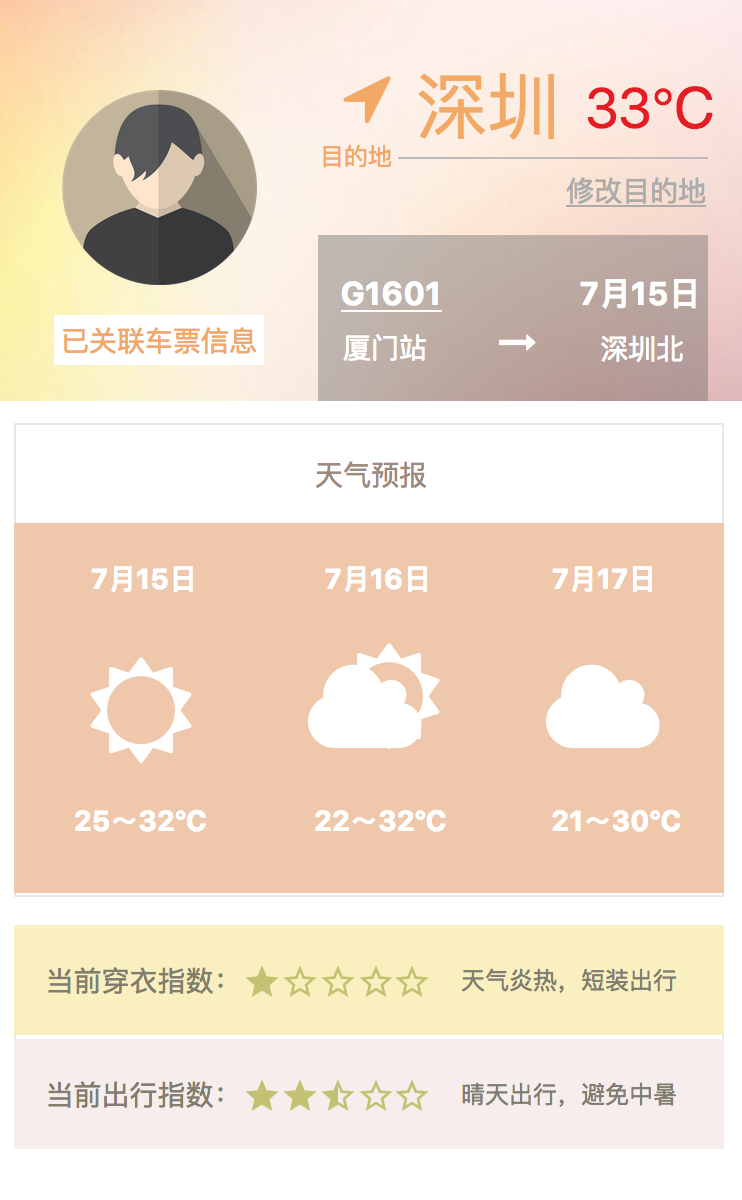 深圳 33°C
目的地
修改目的地
已关联车票信息
G1601 7月15日
厦门站 深圳北
天气预报
7月15日 7月16日 7月17日
25～32°C 22～32°C 21～30°C
当前穿衣指数： 天气炎热，短装出行
当前出行指数： 晴天出行，避免中暑